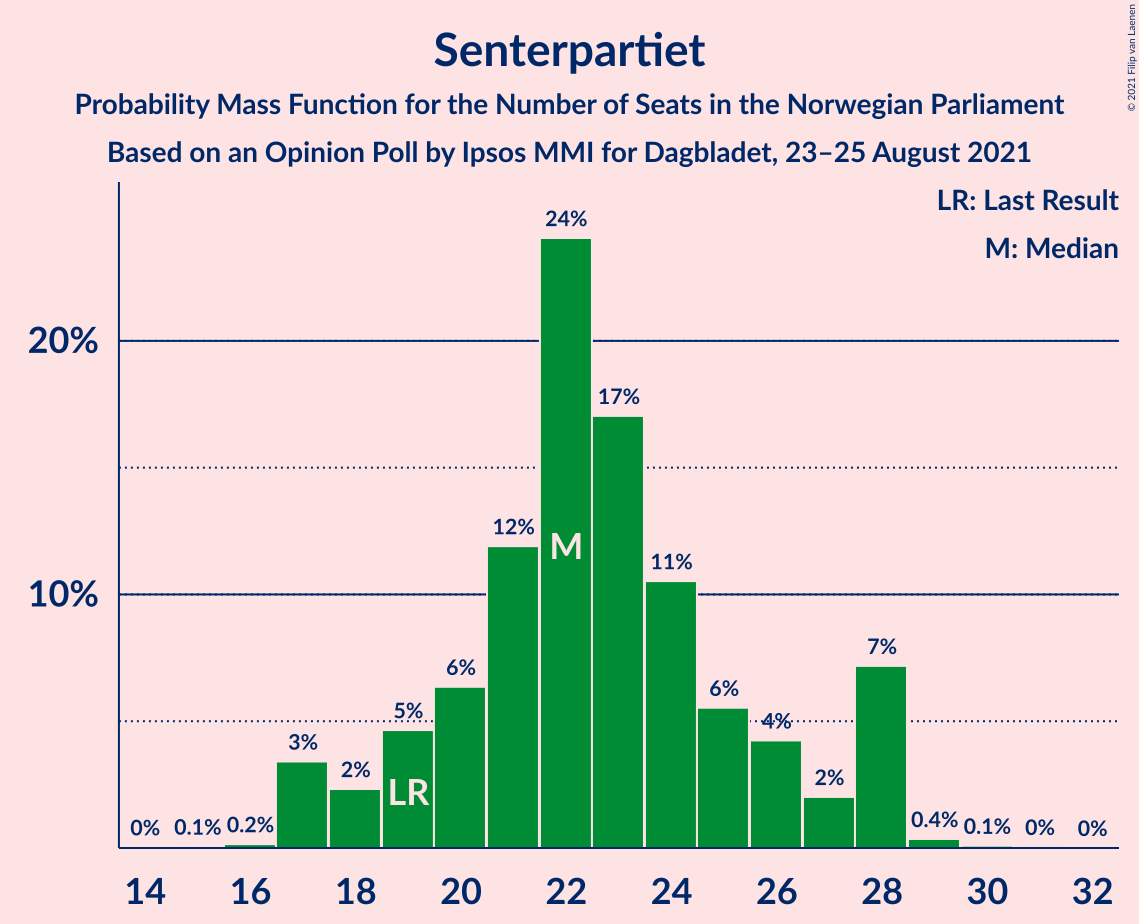 Senterpartiet
Probability Mass Function for the Number of Seats in the Norwegian Parliament
Based on an Opinion Poll by Ipsos MMI for Dagbladet, 23–25 August 2021
© 2021 Filip van Laenen
LR: Last Result
M: Median
20%
10%
0%
0.1%
0.2%
3%
2%
5%
6%
12%
24%
17%
11%
6%
4%
2%
7%
0.4%
0.1%
0%
0%
LR
M
14 16 18 20 22 24 26 28 30 32